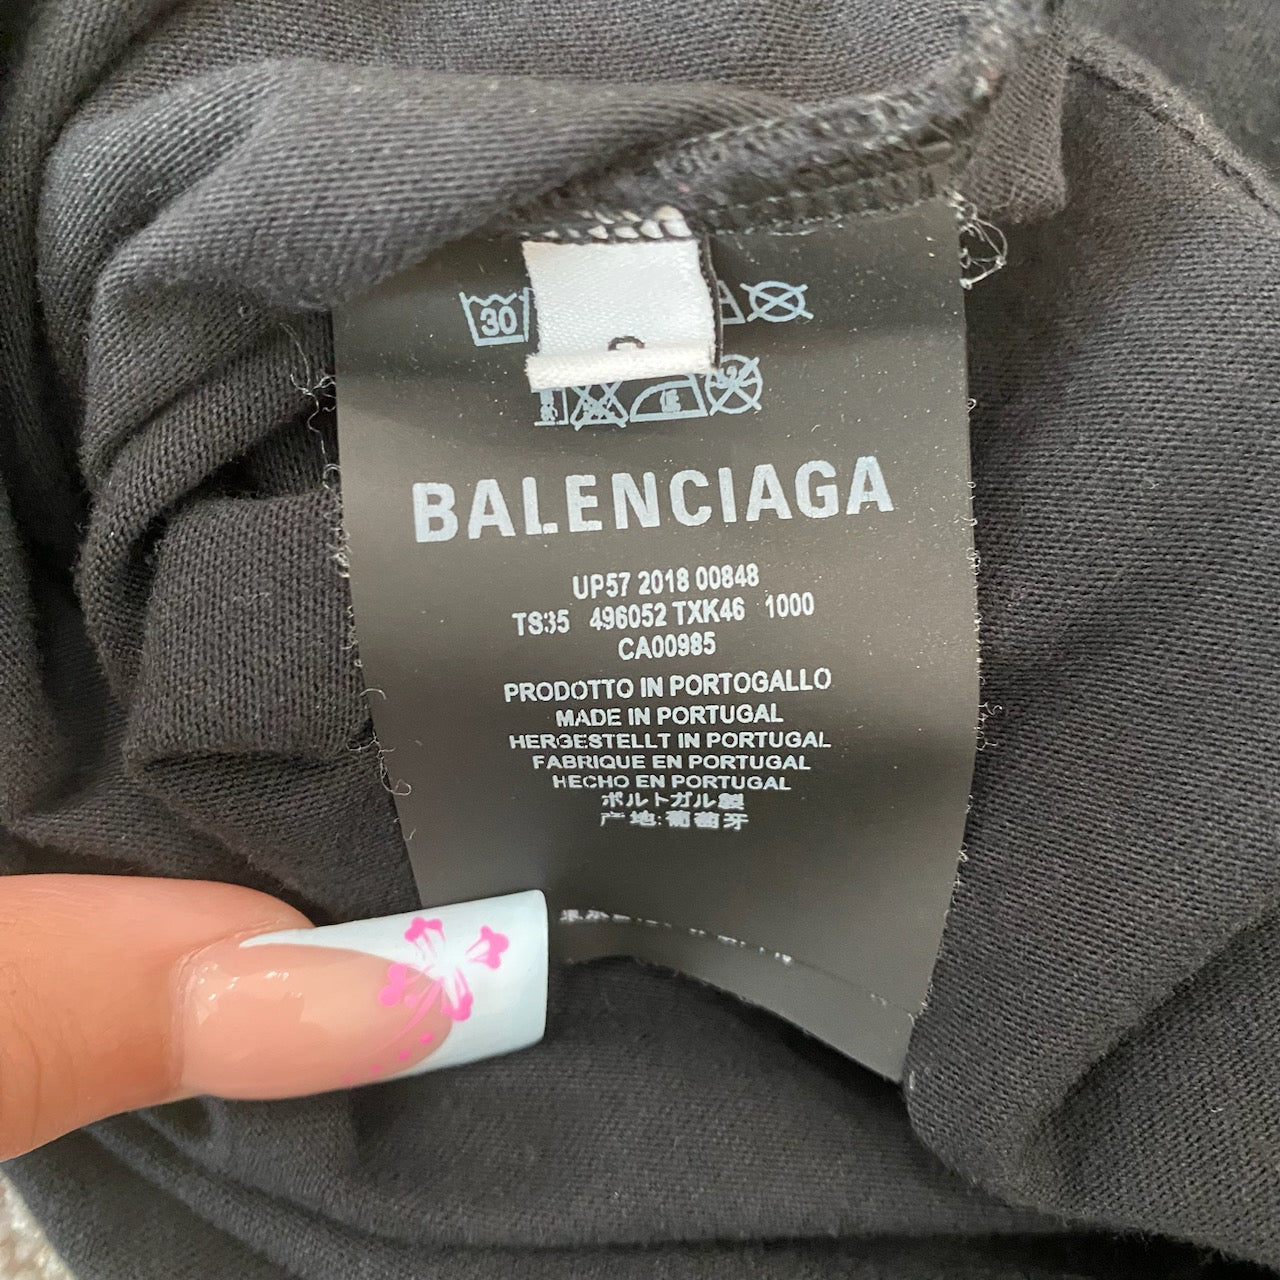 30
BALENCIAGA
UP57 2018 00848
TS35 496052 TXK46 1000
CA00985
PRODOTTO IN PORTOGALLO
MADE IN PORTUGAL
HERGESTELLT IN PORTUGAL
FABRIQUE EN PORTUGAL
HECHO EN PORTUGAL
ポルトガル製
产地:葡萄牙